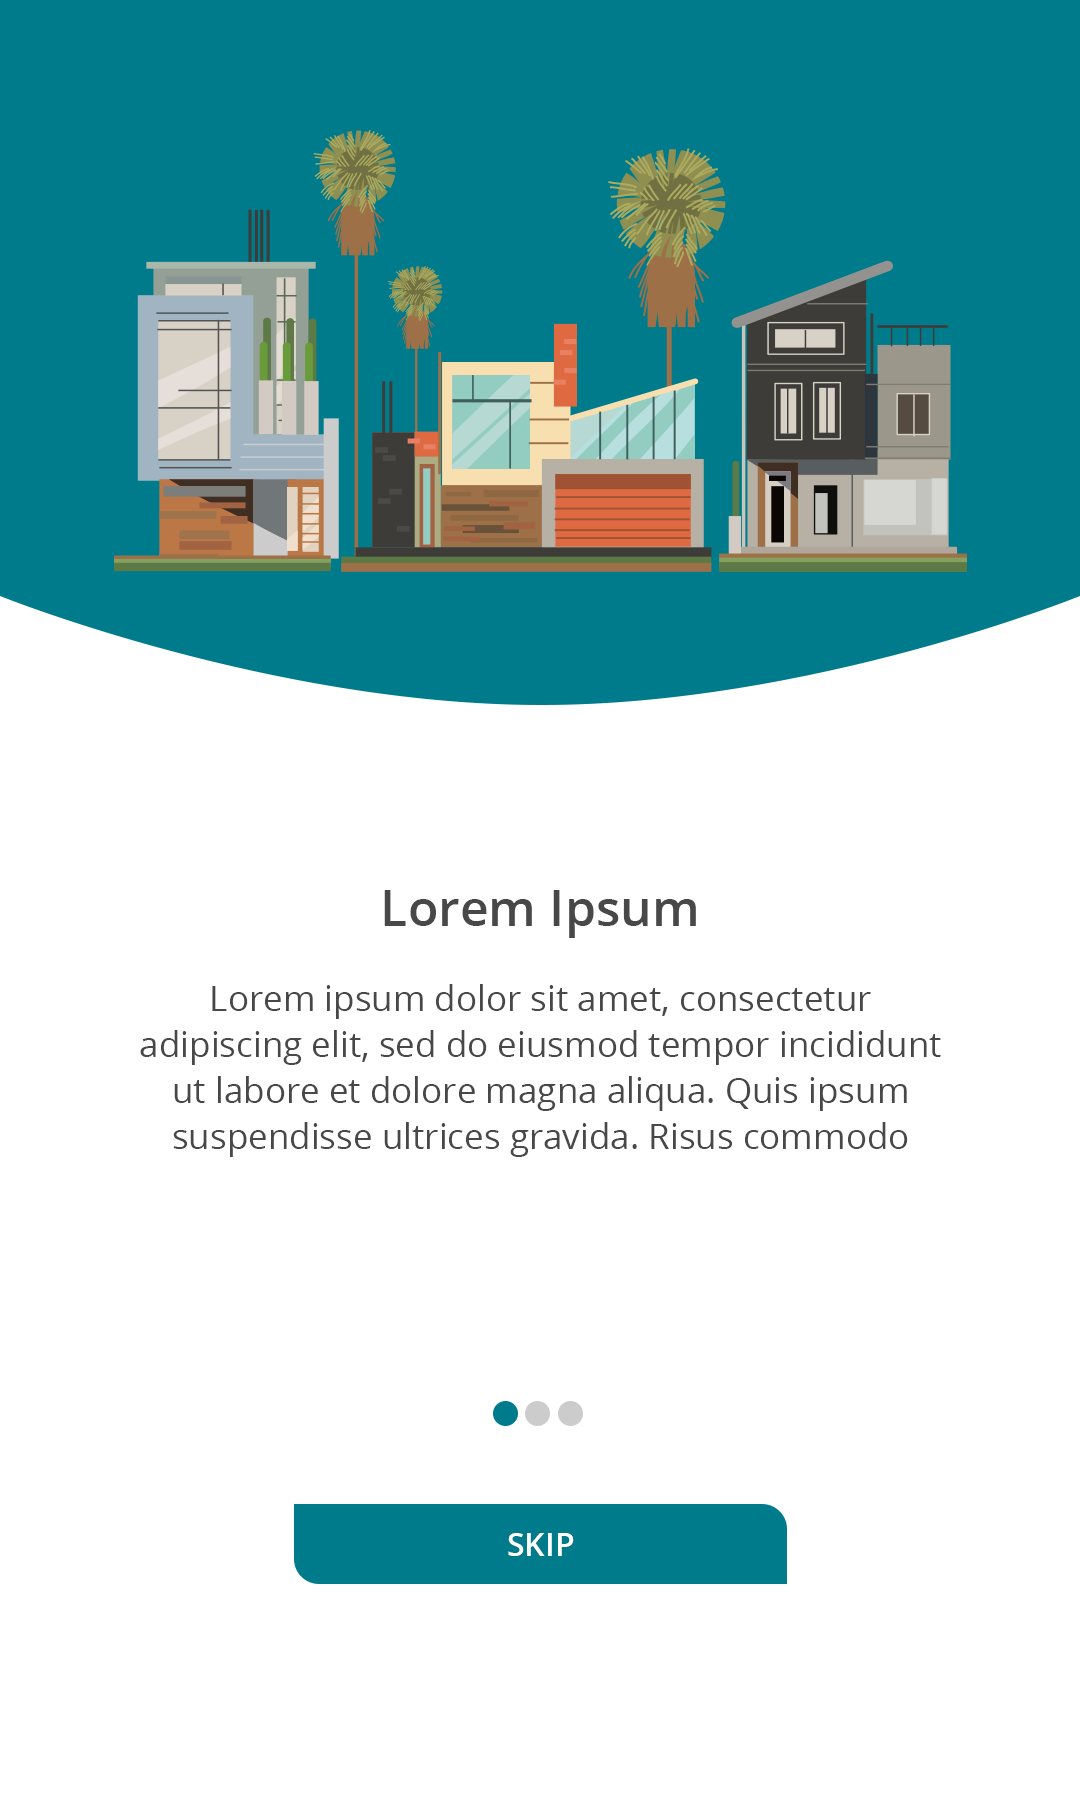 Lorem Ipsum
Lorem ipsum dolor sit amet, consectetur
adipiscing elit, sed do eiusmod tempor incididunt
ut labore et dolore magna aliqua. Quis ipsum
suspendisse ultrices gravida. Risus commodo
SKIP